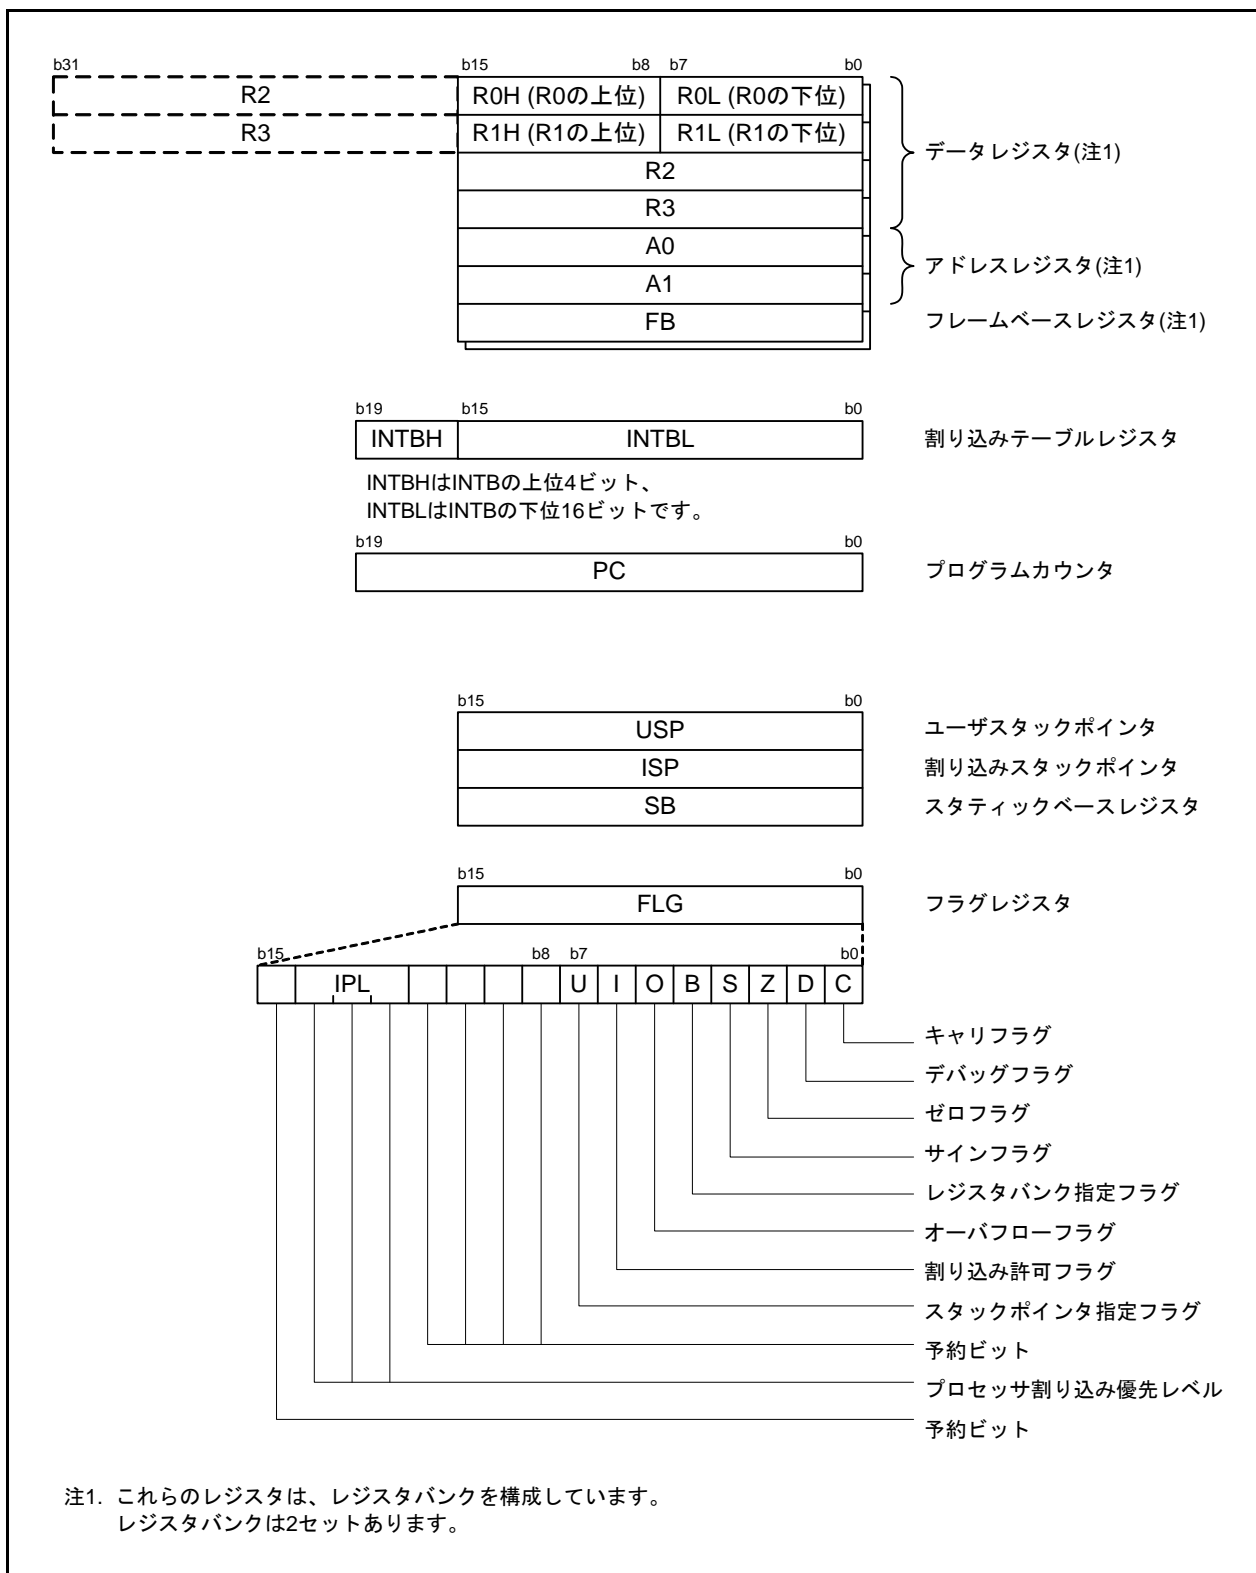 b31 b15 b8 b7 b0
R2 R0H (R0の上位) R0L (R0の下位)
R3 R1H (R1の上位) R1L (R1の下位)
データレジスタ(注1)
R2
R3
A0
アドレスレジスタ(注1)
A1
FB フレームベースレジスタ(注1)
b19 b15 b0
INTBH INTBL 割り込みテーブルレジスタ
INTBHはINTBの上位4ビット、
INTBLはINTBの下位16ビットです。
b19 b0
PC プログラムカウンタ
b15 b0
USP ユーザスタックポインタ
ISP 割り込みスタックポインタ
SB スタティックベースレジスタ
b15 b0
FLG フラグレジスタ
b15 b8 b7 b0
IPL U I O B S Z D C
キャリフラグ
デバッグフラグ
ゼロフラグ
サインフラグ
レジスタバンク指定フラグ
オーバフローフラグ
割り込み許可フラグ
スタックポインタ指定フラグ
予約ビット
プロセッサ割り込み優先レベル
予約ビット
注1. これらのレジスタは、レジスタバンクを構成しています。
レジスタバンクは2セットあります。